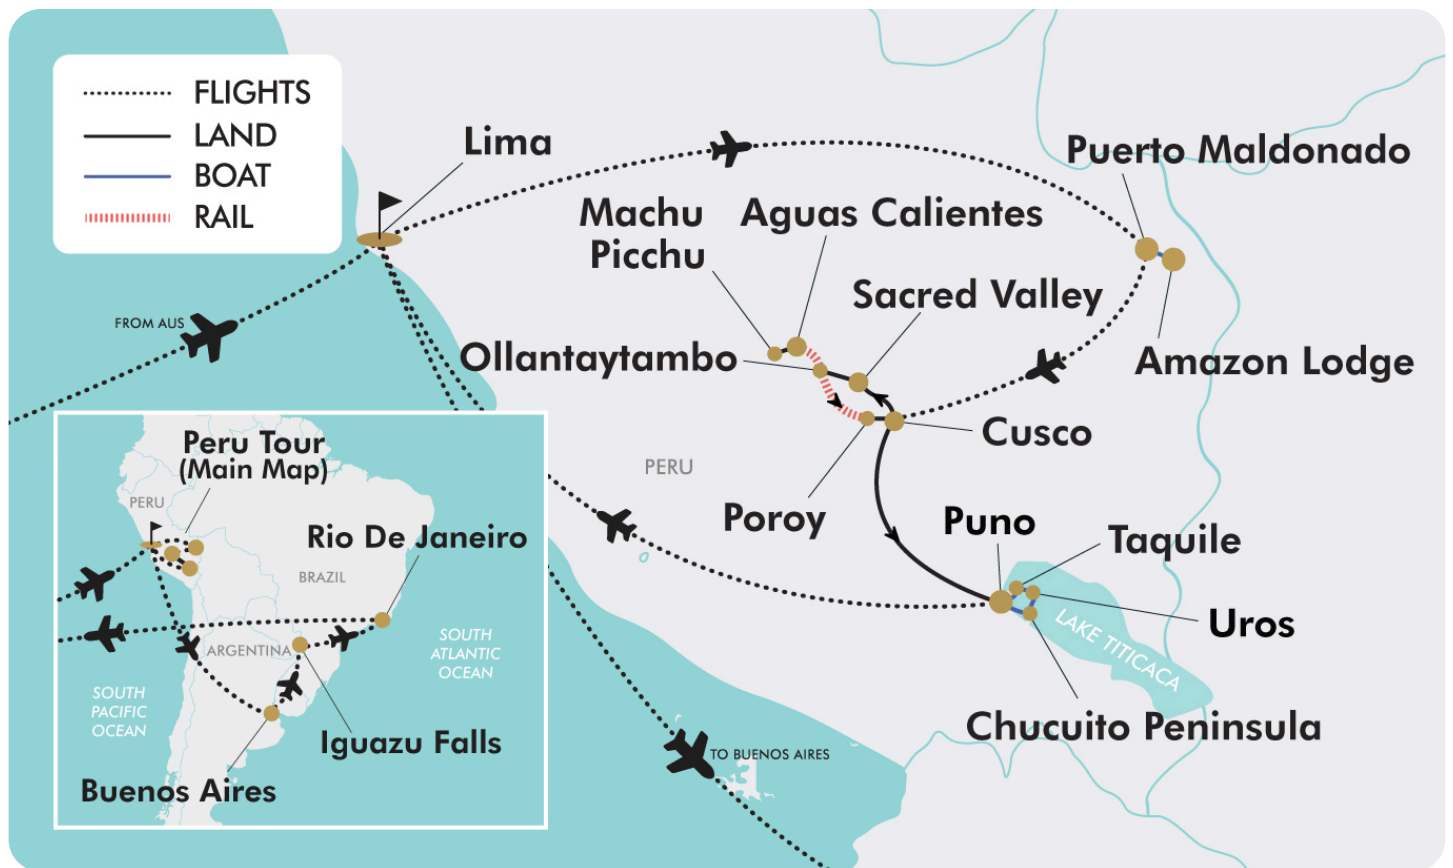 FLIGHTS
LAND
BOAT
RAIL
Lima
Puerto Maldonado
Machu
Picchu
Aguas Calientes
Sacred Valley
FROM AUS
Ollantaytambo
Amazon Lodge
Cusco
PERU
Poroy
Puno
Taquile
Uros
LAKE TITICACA
Chucuito Peninsula
TO BUENOS AIRES
Peru Tour
(Main Map)
PERU
Rio De Janeiro
BRAZIL
ARGENTINA
SOUTH
ATLANTIC
OCEAN
SOUTH
PACIFIC
OCEAN
Iguazu Falls
Buenos Aires